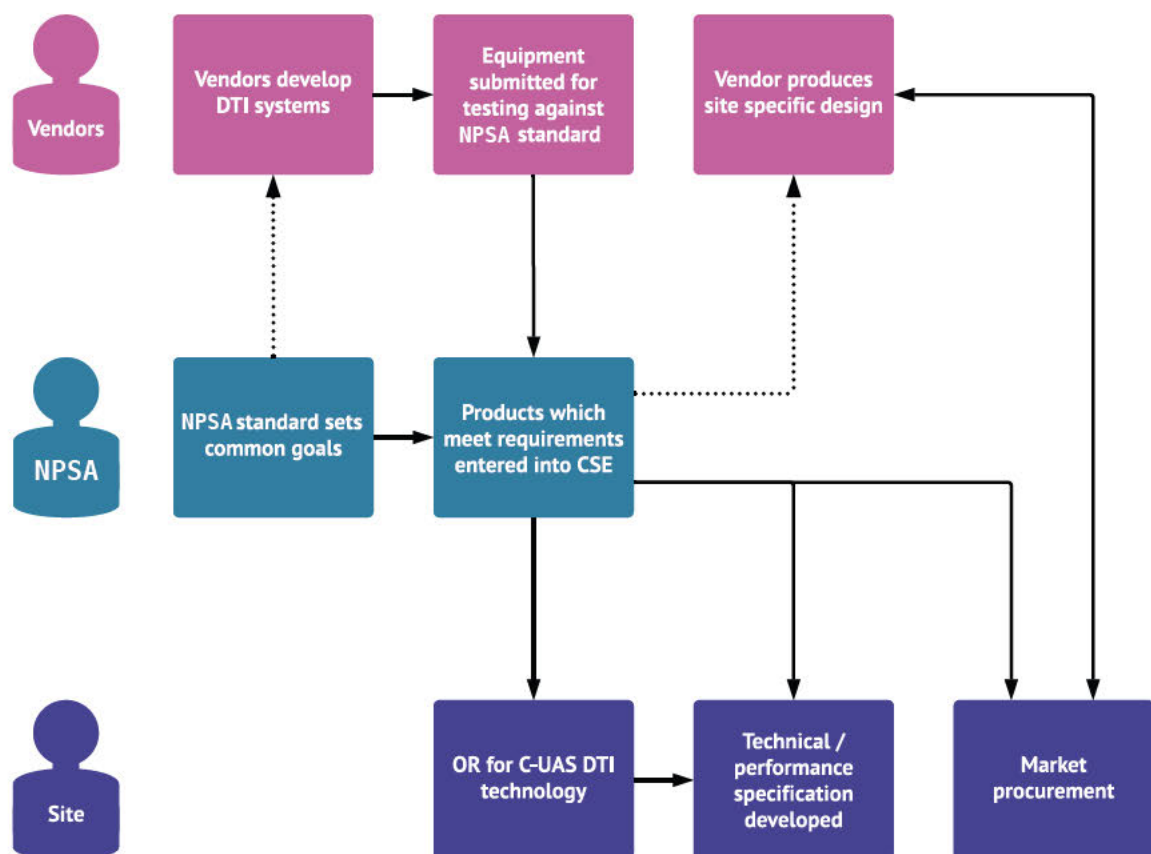 Vendors
Vendors develop
DTI systems
Equipment
submitted for
testing against
NPSA standard
Vendor produces
site specific design
NPSA
NPSA standard sets
common goals
Products which
meet requirements
entered into CSE
Site
OR for C-UAS DTI
technology
Technical /
performance
specification
developed
Market
procurement